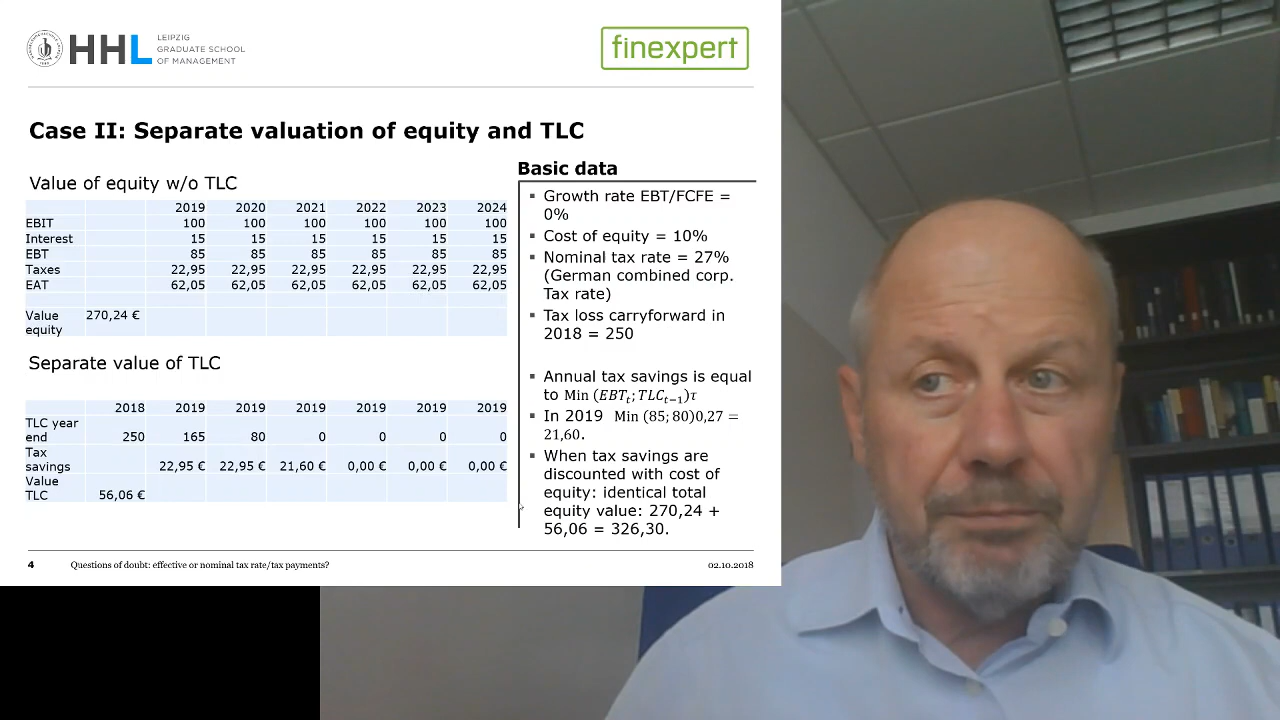 HHL
LEIPZIG
GRADUATE SCHOOL
OF MANAGEMENT
finexpert
Case II: Separate valuation of equity and TLC
Value of equity w/o TLC
2019 2020 2021 2022 2023 2024
EBIT 100 100 100 100 100 100
Interest 15 15 15 15 15 15
EBT 85 85 85 85 85 85
Taxes 22,95 22,95 22,95 22,95 22,95 22,95
EAT 62,05 62,05 62,05 62,05 62,05 62,05
Value 270,24 €
equity
Separate value of TLC
2018 2019 2019 2019 2019 2019 2019
TLC year
end 250 165 80 0 0 0 0
Tax
savings 22,95 € 22,95 € 21,60 € 0,00 € 0,00 € 0,00 €
Value
TLC 56,06 €
Basic data
▪ Growth rate EBT/FCFE =
0%
▪ Cost of equity = 10%
▪ Nominal tax rate = 27%
(German combined corp.
Tax rate)
▪ Tax loss carryforward in
2018 = 250
▪ Annual tax savings is equal
to Min (EBTₜ; TLCₜ₋₁)τ
▪ In 2019 Min (85; 80)0,27 =
21,60.
▪ When tax savings are
discounted with cost of
equity: identical total
equity value: 270,24 +
56,06 = 326,30.
4 Questions of doubt: effective or nominal tax rate/tax payments? 02.10.2018